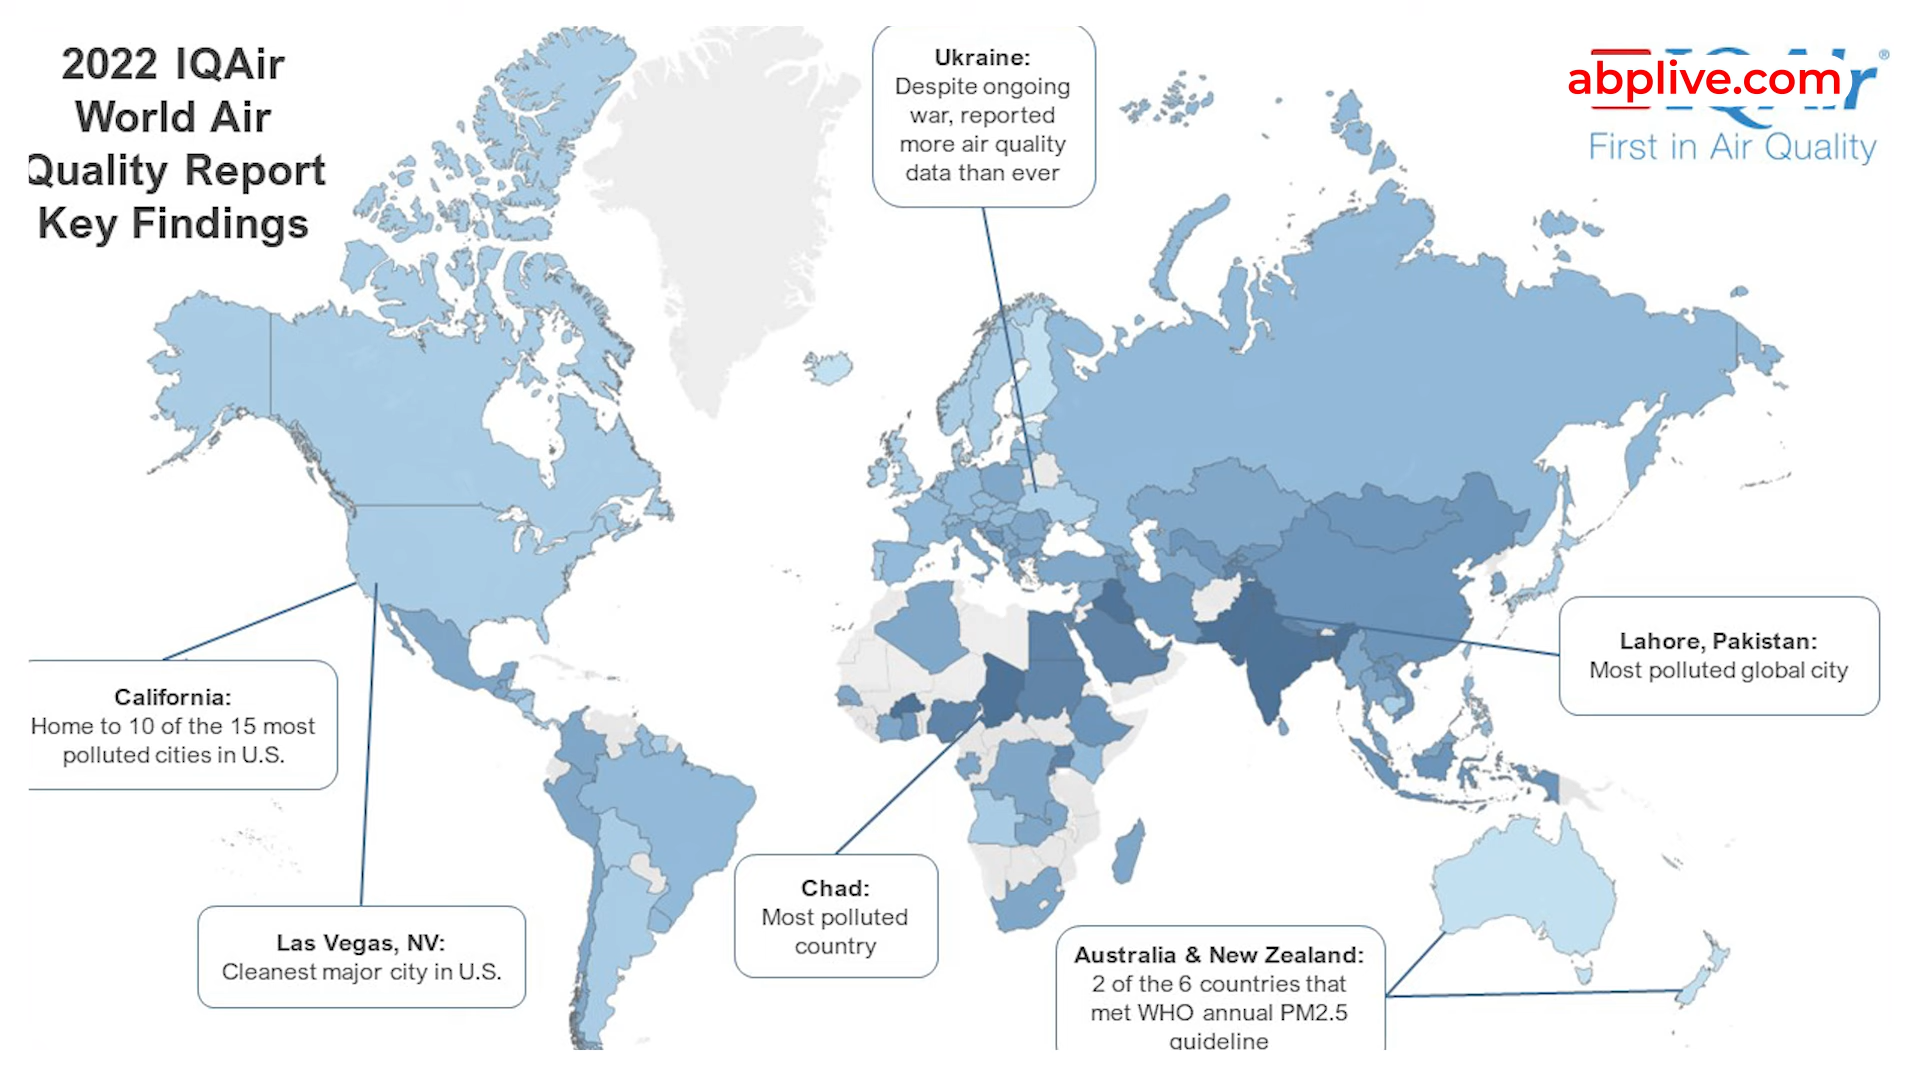 2022 IQAir
World Air
Quality Report
Key Findings
Ukraine:
Despite ongoing
war, reported
more air quality
data than ever
abplive.com
First in Air Quality
California:
Home to 10 of the 15 most
polluted cities in U.S.
Las Vegas, NV:
Cleanest major city in U.S.
Chad:
Most polluted
country
Lahore, Pakistan:
Most polluted global city
Australia & New Zealand:
2 of the 6 countries that
met WHO annual PM2.5
guideline